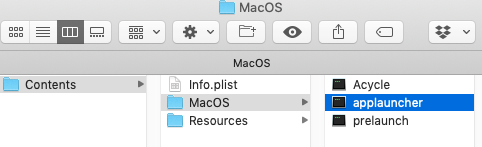 MacOS
MacOS
Contents
Info.plist
MacOS
Resources
Acycle
applauncher
prelaunch